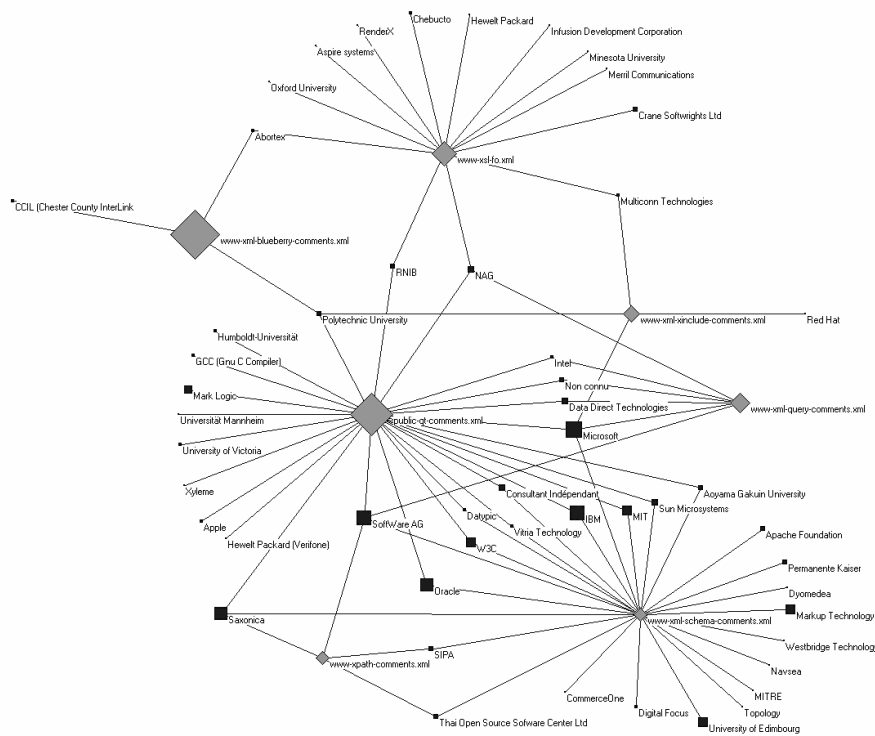 Chebucto
Hewelt Packard
RenderX
Infusion Development Corporation
Aspire systems
Minesota University
Merril Communications
Oxford University
Crane Softwrights Ltd
Abortex
www-xsl-fo.xml
CCIL (Chester County InterLink
Multiconn Technologies
www-xml-blueberry-comments.xml
RNIB
NAG
Polytechnic University
www-xml-xinclude-comments.xml
Red Hat
Humboldt-Universität
GCC (Gnu C Compiler)
Intel
Non connu
Mark Logic
Data Direct Technologies
www-xml-query-comments.xml
Universität Mannheim
public-qt-comments.xml
Microsoft
University of Victoria
Xyleme
Consultant Indépendant
Aoyama Gakuin University
Sun Microsystems
Apple
SoftWare AG
Datypic
IBM
MIT
Vitria Technology
Apache Foundation
Hewelt Packard (Verifone)
W3C
Permanente Kaiser
Oracle
Dyomedea
Saxonica
www-xml-schema-comments.xml
Markup Technology
Westbridge Technology
SIPA
www-xpath-comments.xml
Navsea
CommerceOne
MITRE
Digital Focus
Topology
Thai Open Source Sofware Center Ltd
University of Edimbourg